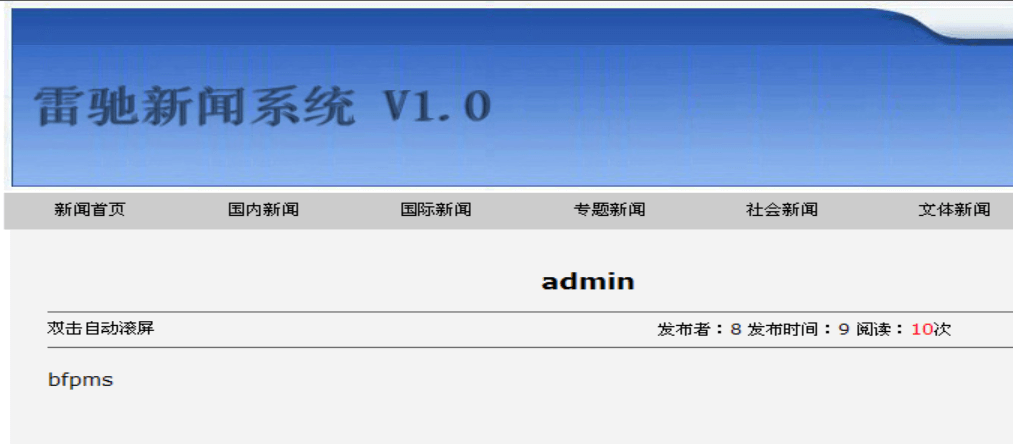 雷驰新闻系统 V1.0
新闻首页 国内新闻 国际新闻 专题新闻 社会新闻 文体新闻
admin
双击自动滚屏 发布者：8 发布时间：9 阅读：10次
bfpms